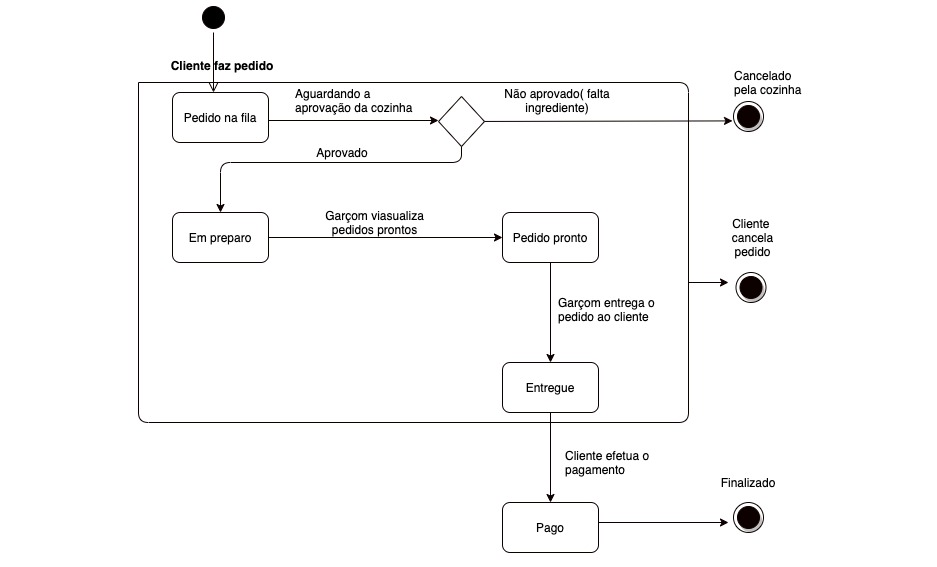 Cliente faz pedido
Cancelado
pela cozinha
Aguardando a
aprovação da cozinha
Não aprovado( falta
ingrediente)
Pedido na fila
Aprovado
Garçom viasualiza
pedidos prontos
Em preparo
Pedido pronto
Cliente
cancela
pedido
Garçom entrega o
pedido ao cliente
Entregue
Cliente efetua o
pagamento
Finalizado
Pago